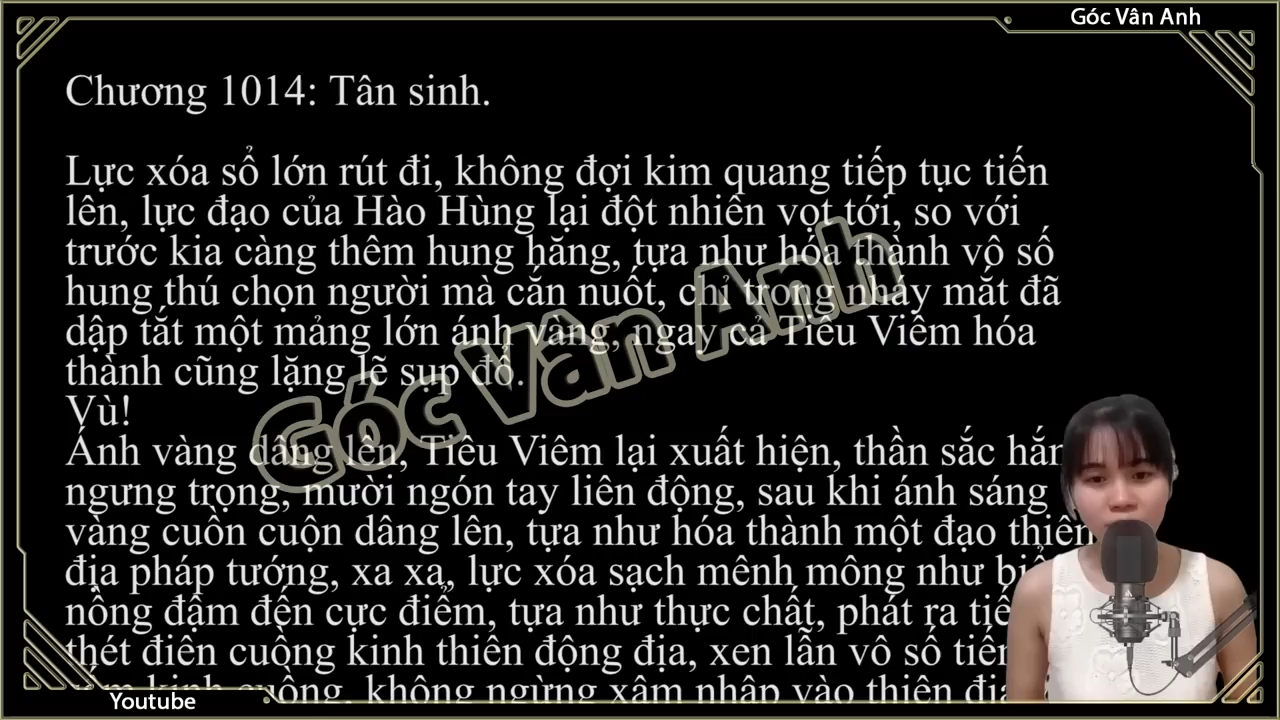 Góc Vân Anh
Chương 1014: Tân sinh.
Lực xóa sổ lớn rút đi, không đợi kim quang tiếp tục tiến
lên, lực đạo của Hào Hùng lại đột nhiên vọt tới, so với
trước kia càng thêm hung hăng, tựa như hóa thành vô số
hung thú chọn người mà cắn nuốt, chỉ trong nháy mắt đã
dập tắt một mảng lớn ánh vàng, ngay cả Tiêu Viêm hóa
thành cũng lặng lẽ sụp đổ.
Vù!
Ánh vàng dâng lên, Tiêu Viêm lại xuất hiện, thần sắc hắn
ngưng trọng, mười ngón tay liên động, sau khi ánh sáng
vàng cuồn cuộn dâng lên, tựa như hóa thành một đạo thiên
địa pháp tướng, xa xa, lực xóa sạch mênh mông như
nồng đậm đến cực điểm, tựa như thực chất, phát ra
thét điên cuồng kinh thiên động địa, xen lẫn vô số
cuồng, không ngừng xâm nhập vào thiên địa
Góc Vân Anh
Youtube